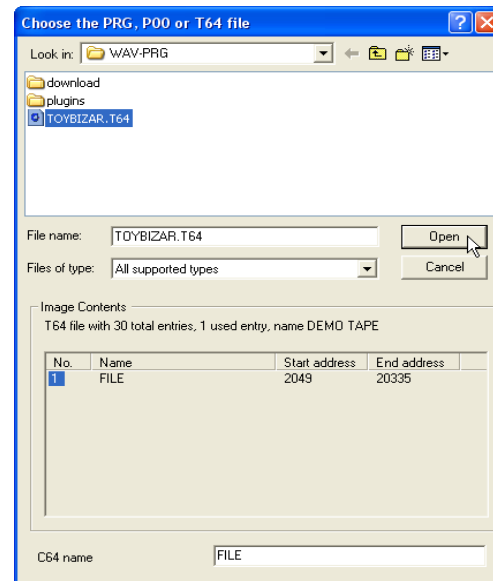 Choose the PRG, P00 or T64 file
Look in: WAV-PRG
download
plugins
TOYBIZAR.T64
File name: TOYBIZAR.T64 Open
Files of type: All supported types Cancel
Image Contents
T64 file with 30 total entries, 1 used entry, name DEMO TAPE
No. Name Start address End address
1 FILE 2049 20335
C64 name FILE